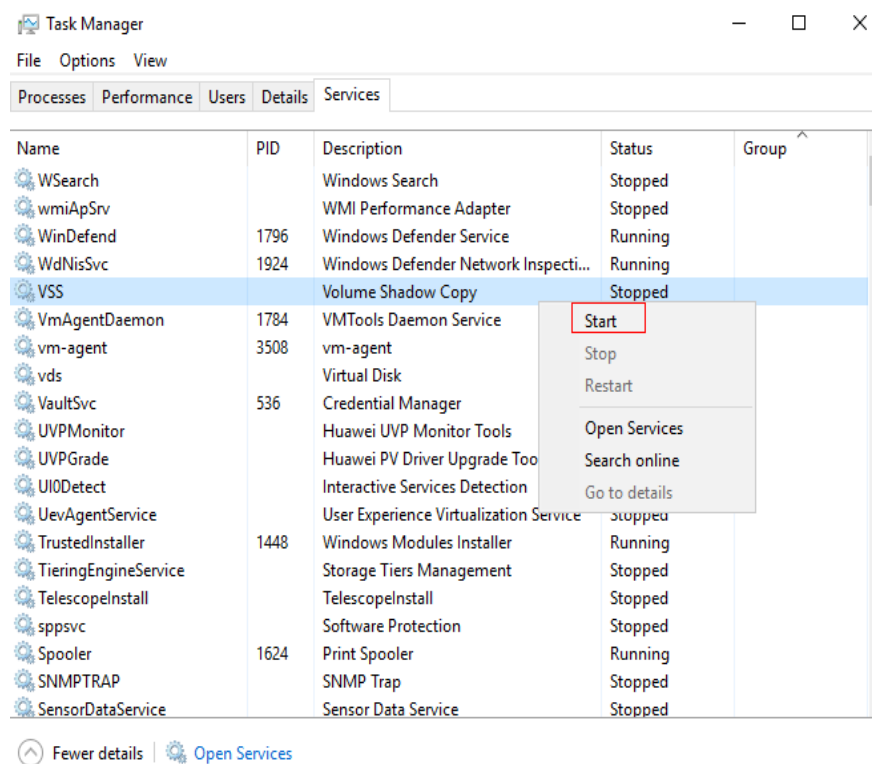 Task Manager
File Options View
Processes Performance Users Details Services
Name PID Description Status Group
WSearch Windows Search Stopped
wmiApSrv WMI Performance Adapter Stopped
WinDefend 1796 Windows Defender Service Running
WdNisSvc 1924 Windows Defender Network Inspecti... Running
VSS Volume Shadow Copy Stopped
VmAgentDaemon 1784 VMTools Daemon Service Start
vm-agent 3508 vm-agent Stop
vds Virtual Disk Restart
VaultSvc 536 Credential Manager
UVPMonitor Huawei UVP Monitor Tools Open Services
UVPGrade Huawei PV Driver Upgrade Too Search online
UI0Detect Interactive Services Detection Go to details
UevAgentService User Experience Virtualization Service Stopped
TrustedInstaller 1448 Windows Modules Installer Running
TieringEngineService Storage Tiers Management Stopped
TelescopeInstall TelescopeInstall Stopped
sppsvc Software Protection Stopped
Spooler 1624 Print Spooler Running
SNMPTRAP SNMP Trap Stopped
SensorDataService Sensor Data Service Stopped
Fewer details Open Services